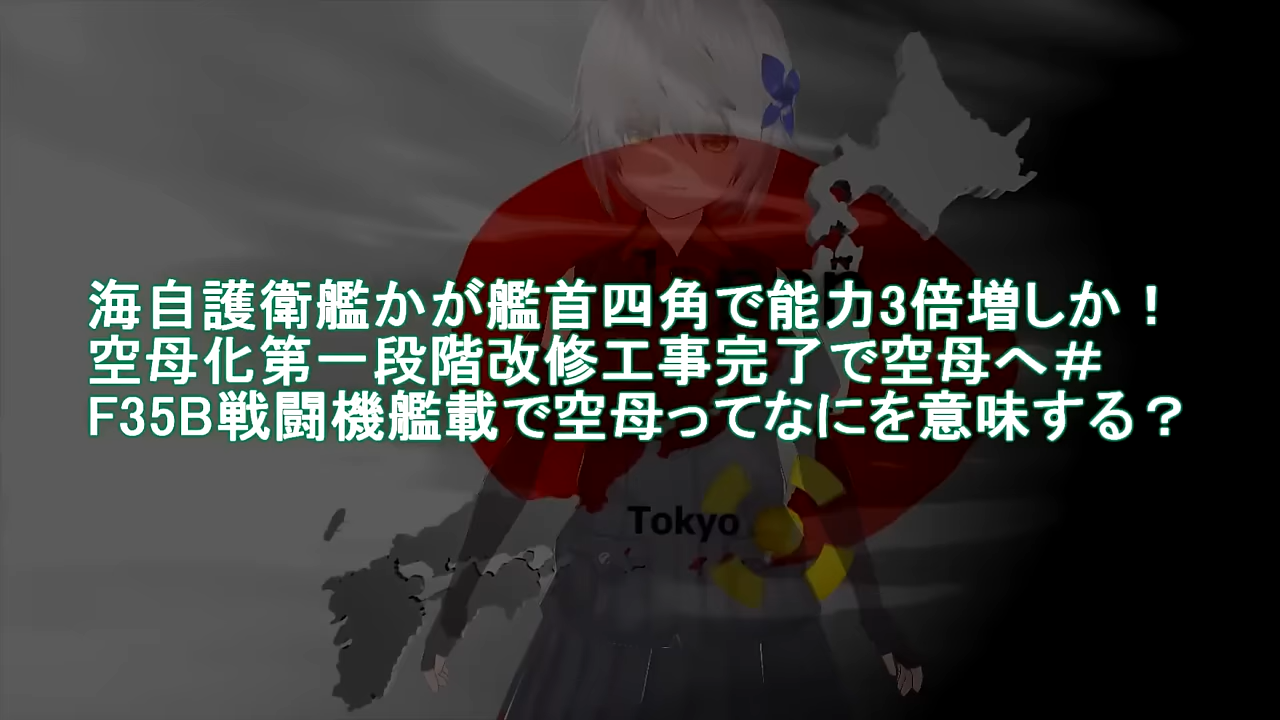 Japan
海自護衛艦かが艦首四角で能力3倍増しか！
空母化第一段階改修工事完了で空母へ＃
F35B戦闘機艦載で空母ってなにを意味する？
Tokyo